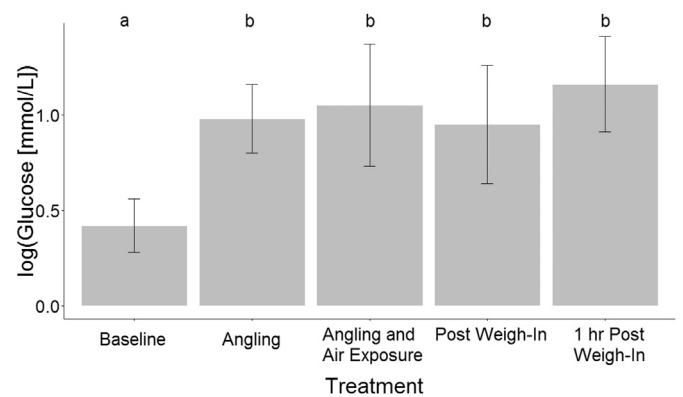 a b b b b
log(Glucose [mmol/L])
1.0
0.5
0.0
Baseline
Angling
Angling and
Air Exposure
Post Weigh-In
1 hr Post
Weigh-In
Treatment